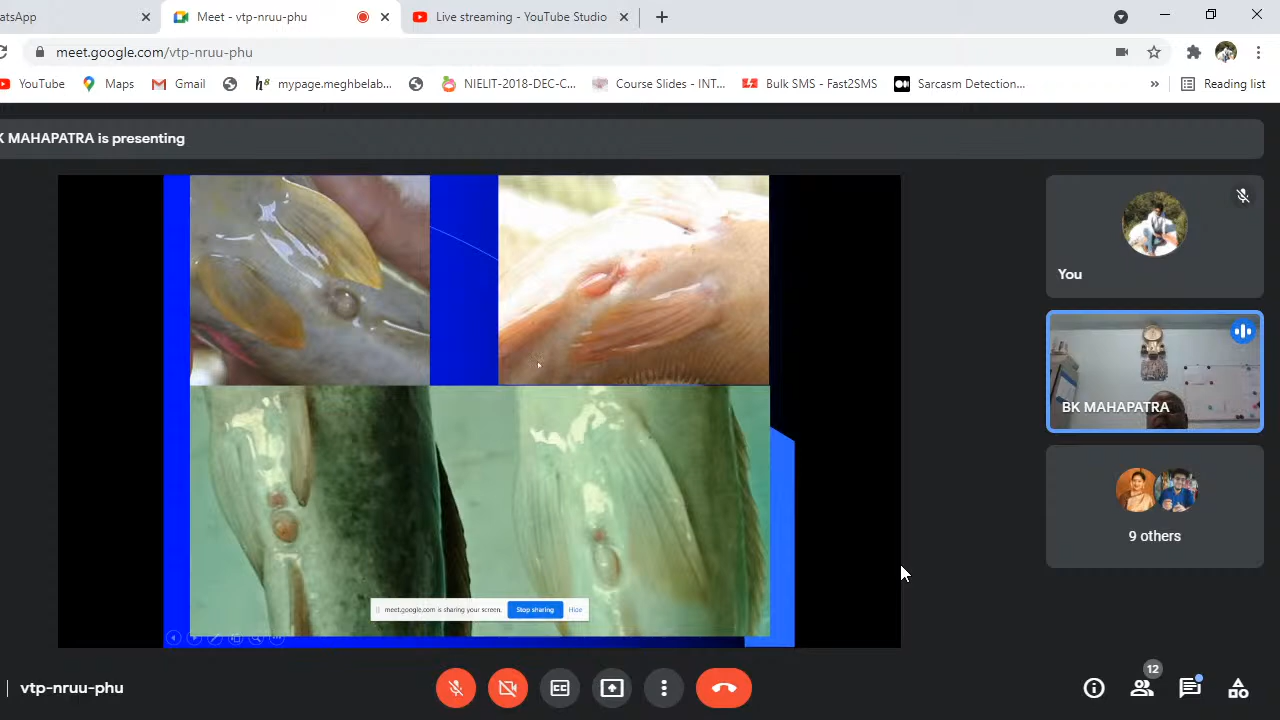 atsApp
Meet - vtp-nruu-phu
Live streaming - YouTube Studio
meet.google.com/vtp-nruu-phu
YouTube
Maps
Gmail
mypage.meghbelab...
NIELIT-2018-DEC-C...
Course Slides - INT...
Bulk SMS - Fast2SMS
Sarcasm Detection...
»
Reading list
K MAHAPATRA is presenting
You
BK MAHAPATRA
9 others
meet.google.com is sharing your screen.
Stop sharing
Hide
vtp-nruu-phu
CC
12